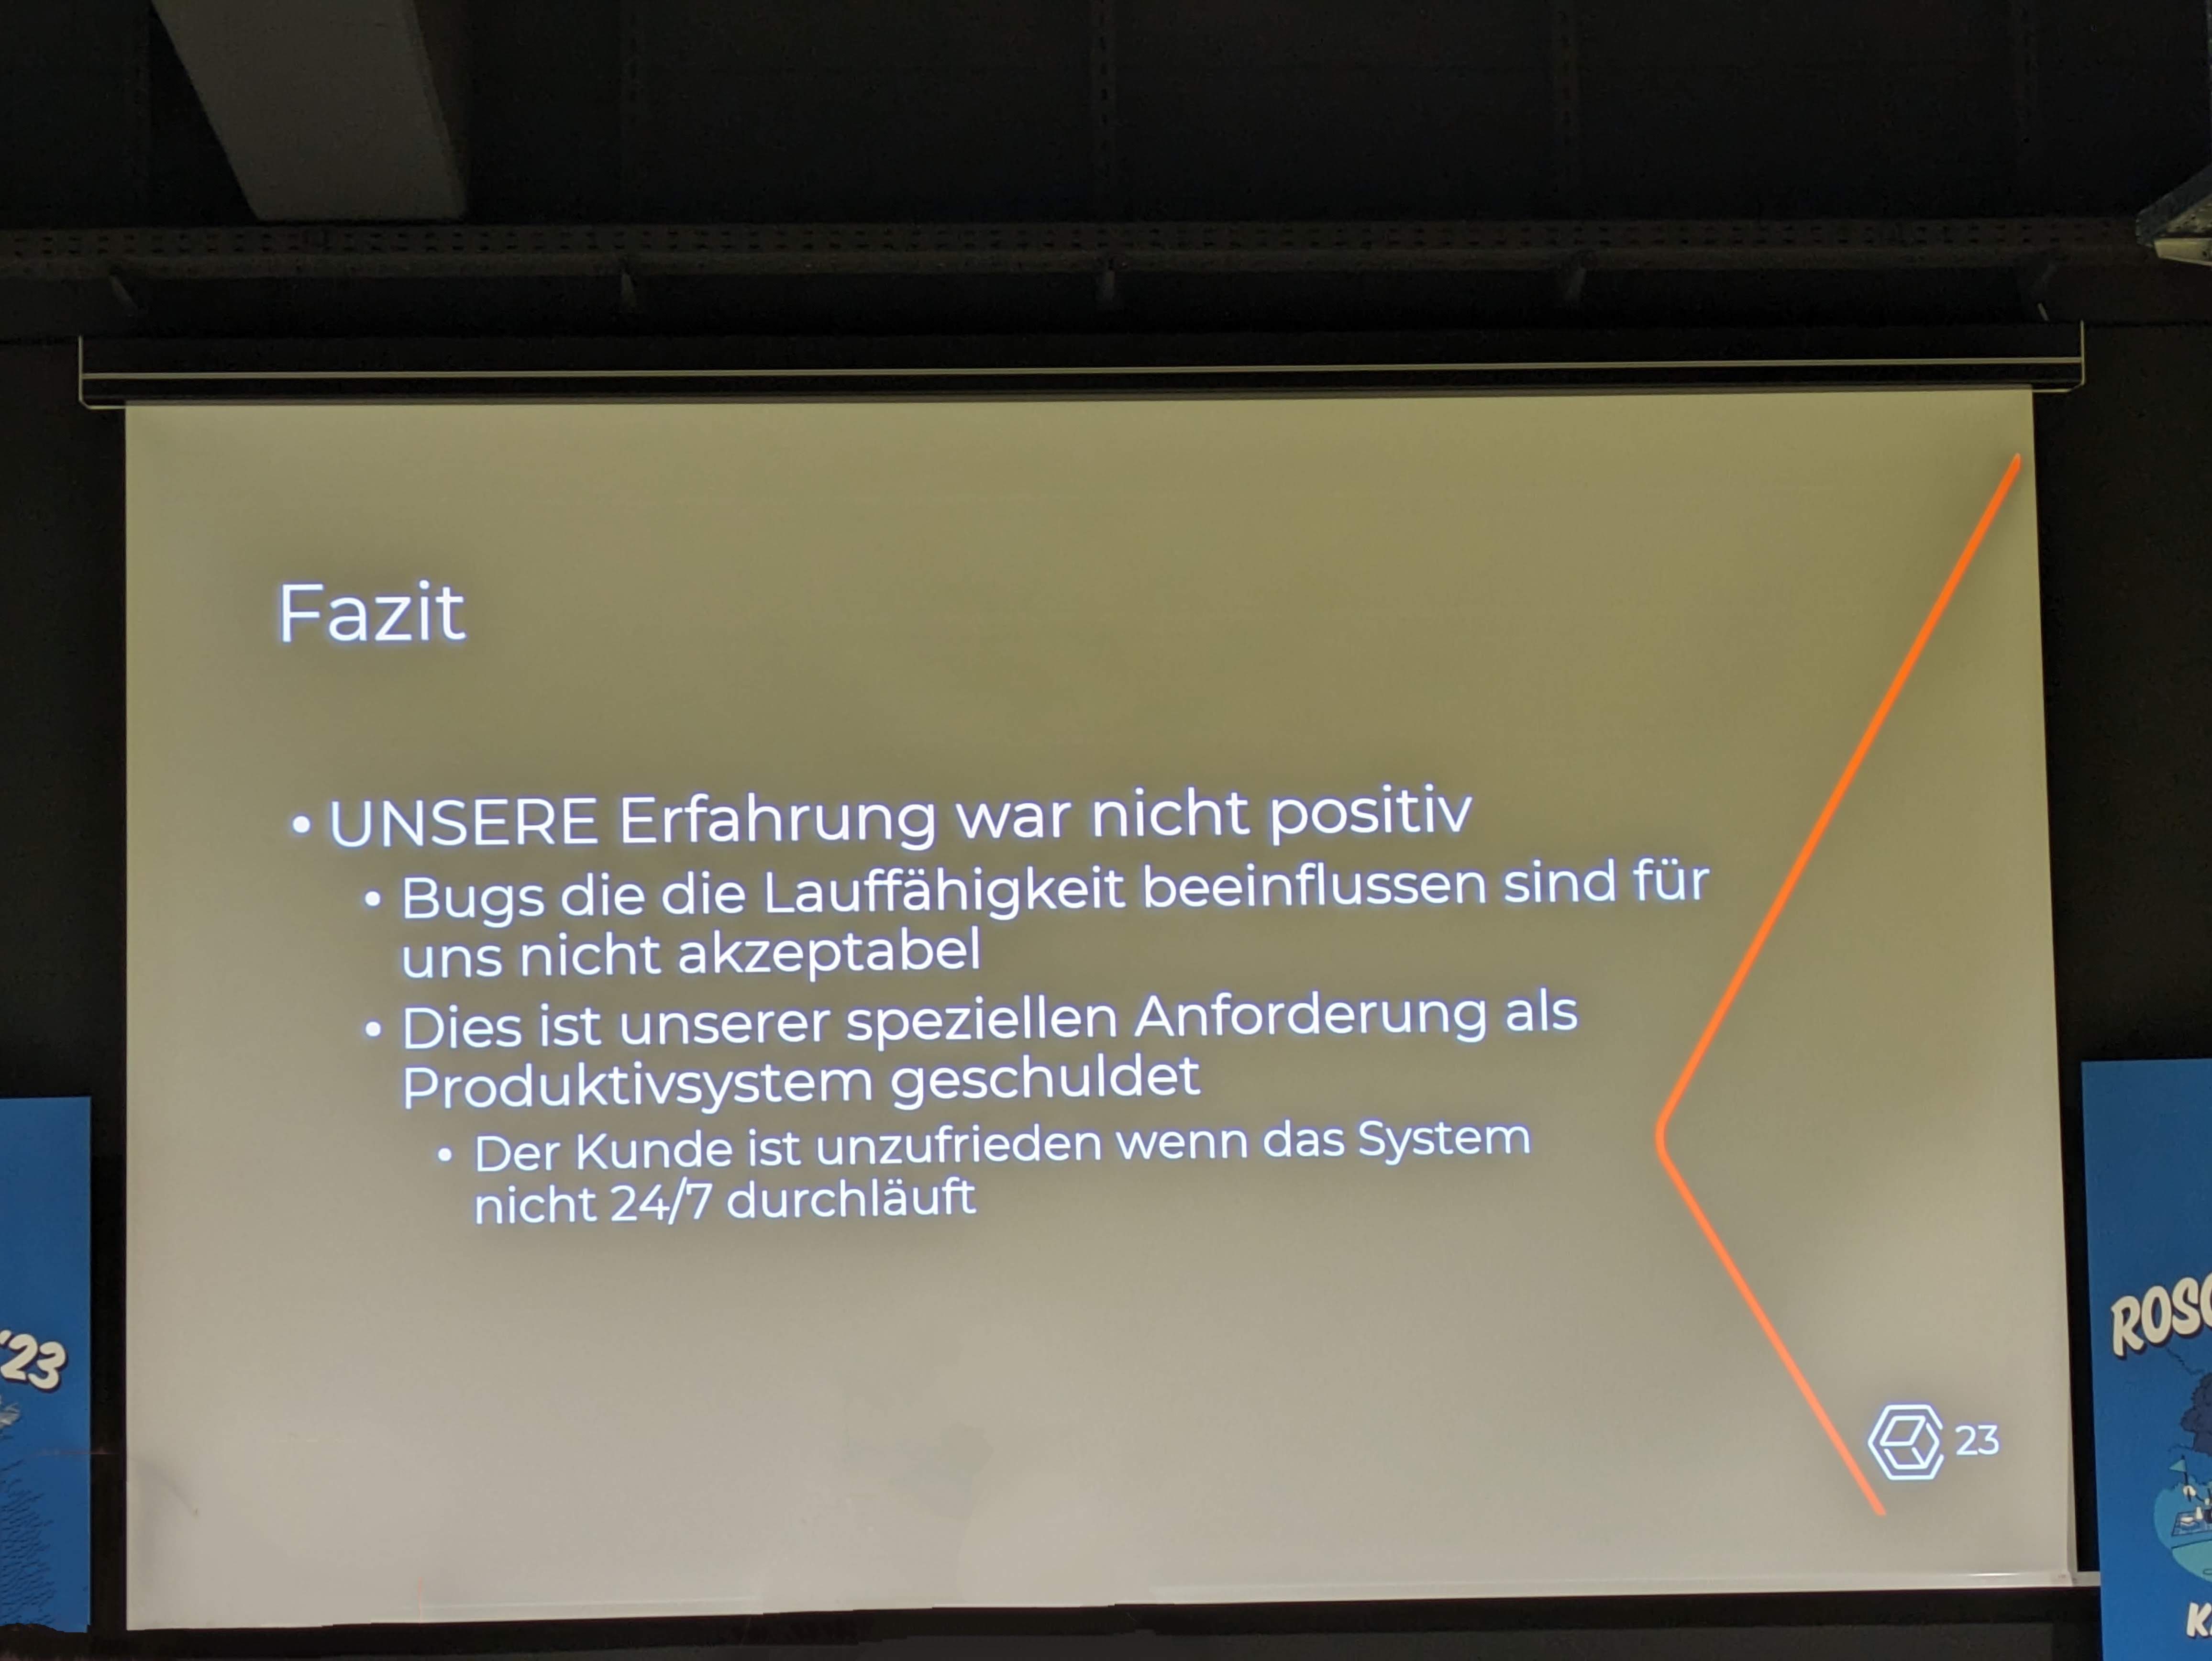 Fazit
• UNSERE Erfahrung war nicht positiv
• Bugs die die Lauffähigkeit beeinflussen sind für
uns nicht akzeptabel
• Dies ist unserer speziellen Anforderung als
Produktivsystem geschuldet
• Der Kunde ist unzufrieden wenn das System
nicht 24/7 durchläuft
23
'23